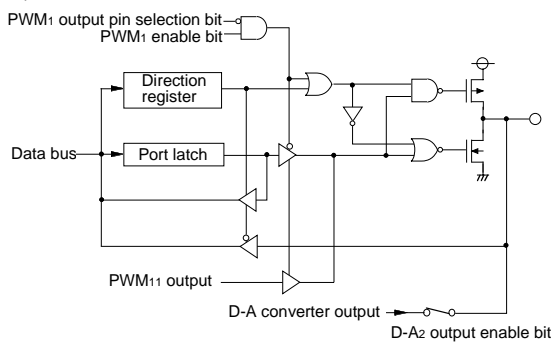 PWM₁ output pin selection bit
PWM₁ enable bit
Direction
register
Data bus
Port latch
PWM₁₁ output
D-A converter output
D-A₂ output enable bit